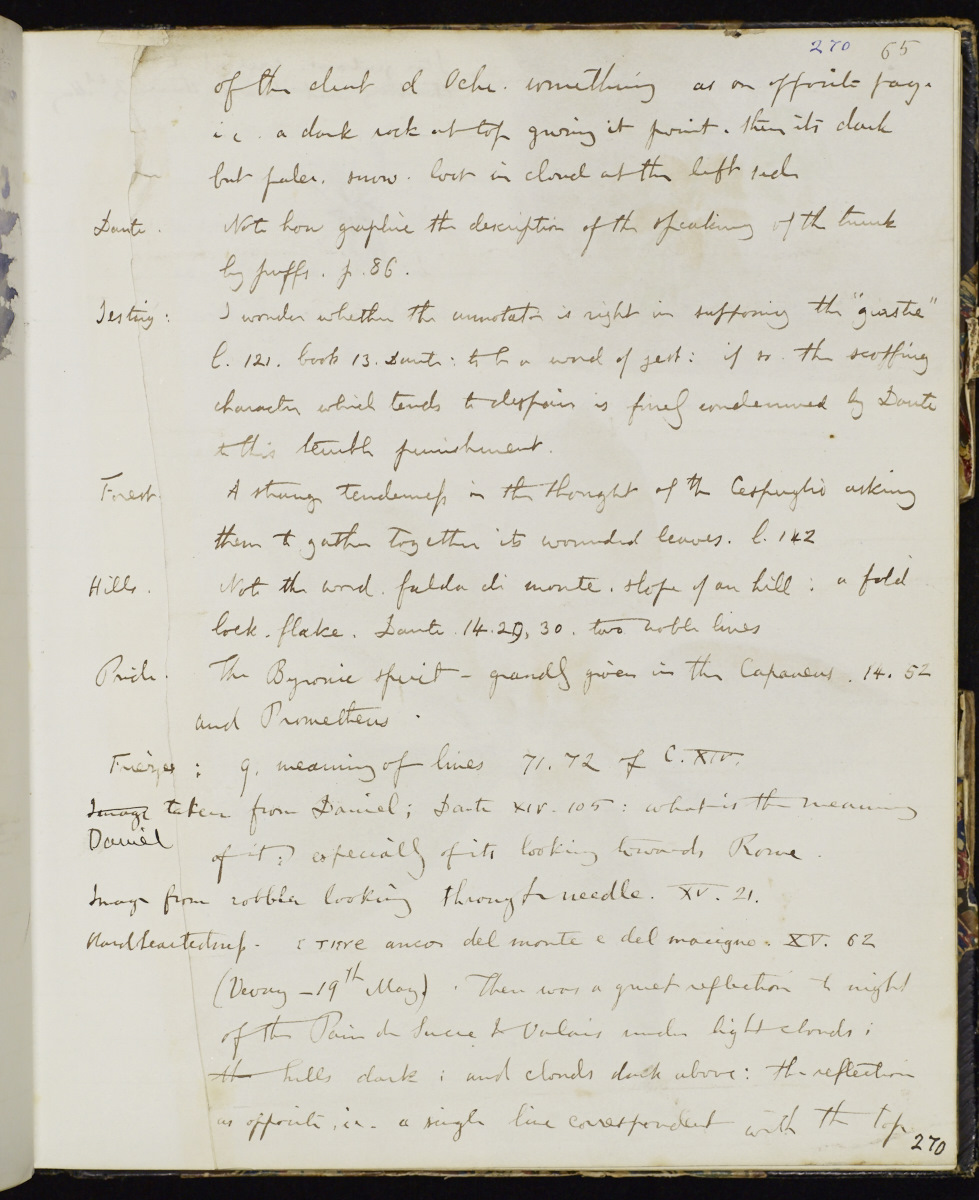 270 65
of the dent d Oche. something as on opposite page.
i e. a dark rock at top giving it point. then its dark
but paler. snow. lost in cloud at the left side
Dante. Note how graphic the description of the speaking of the trunk
by puffs. p. 86.
Jesting: I wonder whether the annotator is right in supposing the "giustie"
l. 121. book 13. Dante: to be a word of jest: if so. the scoffing
character which tends to despair is finely condemned by Dante
to this tenth punishment.
Forest. A strange tenderness in the thought of the Cespuglio asking
them to gather together its wounded leaves. l. 142
Hills. Not the word. falda di monte. slope of an hill: a fold
lock. flake. Dante. 14. 29, 30. two noble lines
Pride. The Byronic spirit - grandly given in the Capaneus. 14. 52
and Prometheus.
: q. meaning of lines 71. 72 of C. XIV.
Image taken from Daniel; Dante XIV. 105: what is the meaning
Daniel
of it; especially of its looking towards Rome.
Image from robber looking through needle. XV. 21.
Hardheartedness. E tiene ancor del monte e del macigno. XV. 62
(Vevay - 19th May). There was a quiet reflection to night
of the Pain de Sucre & Valais under light clouds;
the hills dark: and clouds dark above: the reflection
as opposite; i.e. a single line correspondent with the top
270